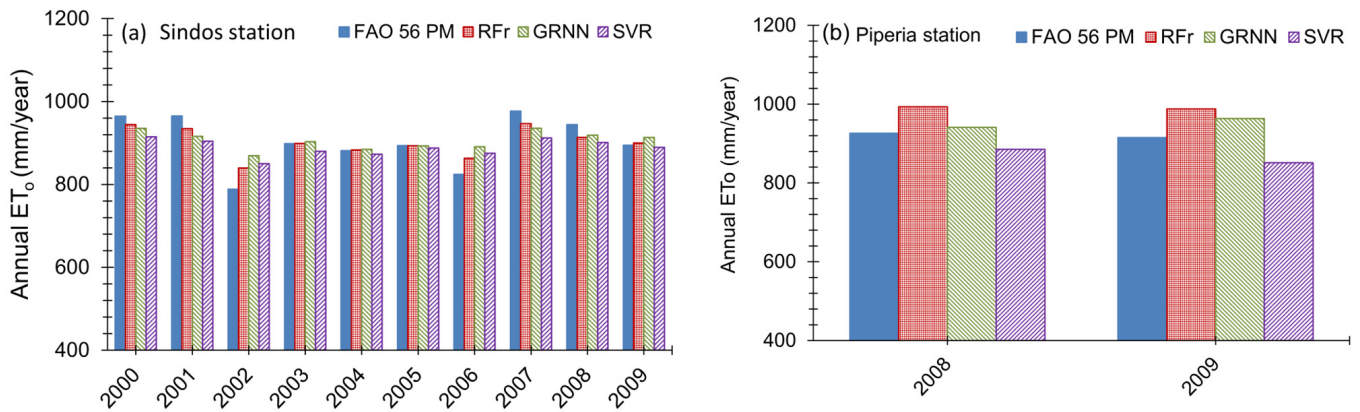 (a) Sindos station
FAO 56 PM RFr GRNN SVR
Annual ETo (mm/year)
1200
1000
800
600
400
2000 2001 2002 2003 2004 2005 2006 2007 2008 2009
(b) Piperia station
FAO 56 PM RFr GRNN SVR
Annual ETo (mm/year)
1200
1000
800
600
400
2008 2009